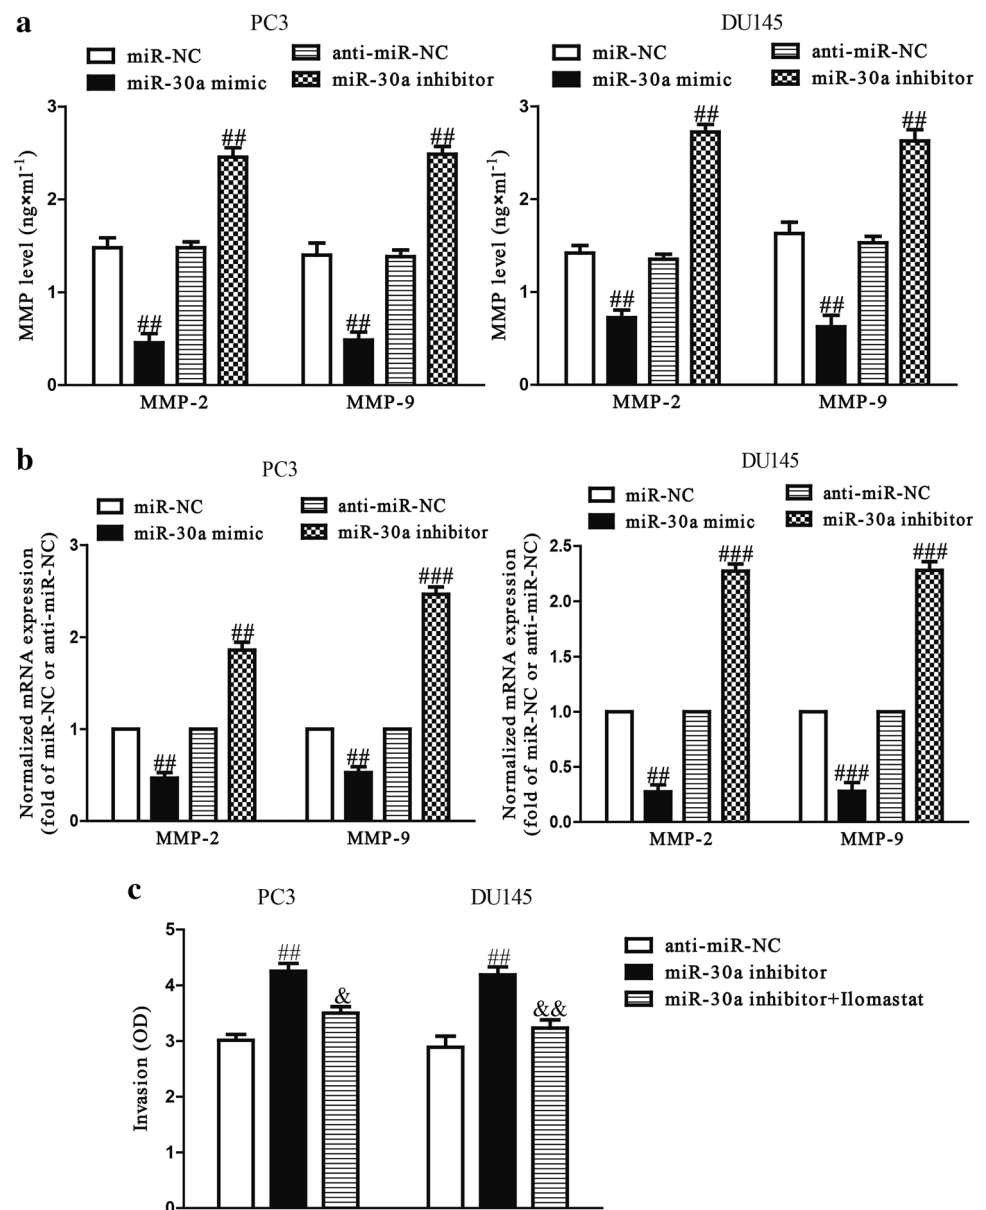 a
PC3
miR-NC
anti-miR-NC
miR-30a mimic
miR-30a inhibitor
MMP level (ng×ml⁻¹)
3
2
1
0
##
##
##
##
MMP-2
MMP-9
DU145
miR-NC
anti-miR-NC
miR-30a mimic
miR-30a inhibitor
MMP level (ng×ml⁻¹)
3
2
1
0
##
##
##
##
MMP-2
MMP-9
b
PC3
miR-NC
anti-miR-NC
miR-30a mimic
miR-30a inhibitor
Normalized mRNA expression
(fold of miR-NC or anti-miR-NC)
3
2
1
0
##
##
##
###
MMP-2
MMP-9
DU145
miR-NC
anti-miR-NC
miR-30a mimic
miR-30a inhibitor
Normalized mRNA expression
(fold of miR-NC or anti-miR-NC)
2.5
2.0
1.5
1.0
0.5
0.0
##
###
###
###
MMP-2
MMP-9
c
PC3
DU145
Invasion (OD)
5
4
3
2
1
0
##
&
##
&&
anti-miR-NC
miR-30a inhibitor
miR-30a inhibitor+Ilomastat